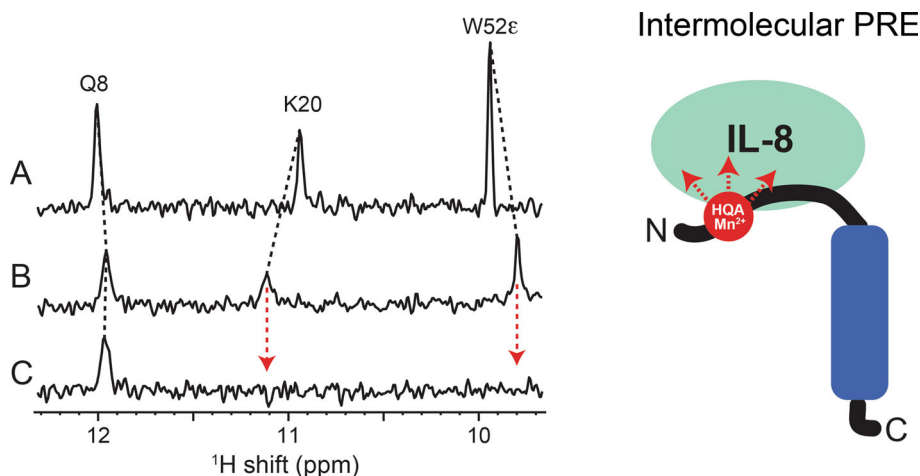 Intermolecular PRE
W52ε
Q8
K20
A
B
C
12
11
10
¹H shift (ppm)
IL-8
HQA
Mn²⁺
N
C